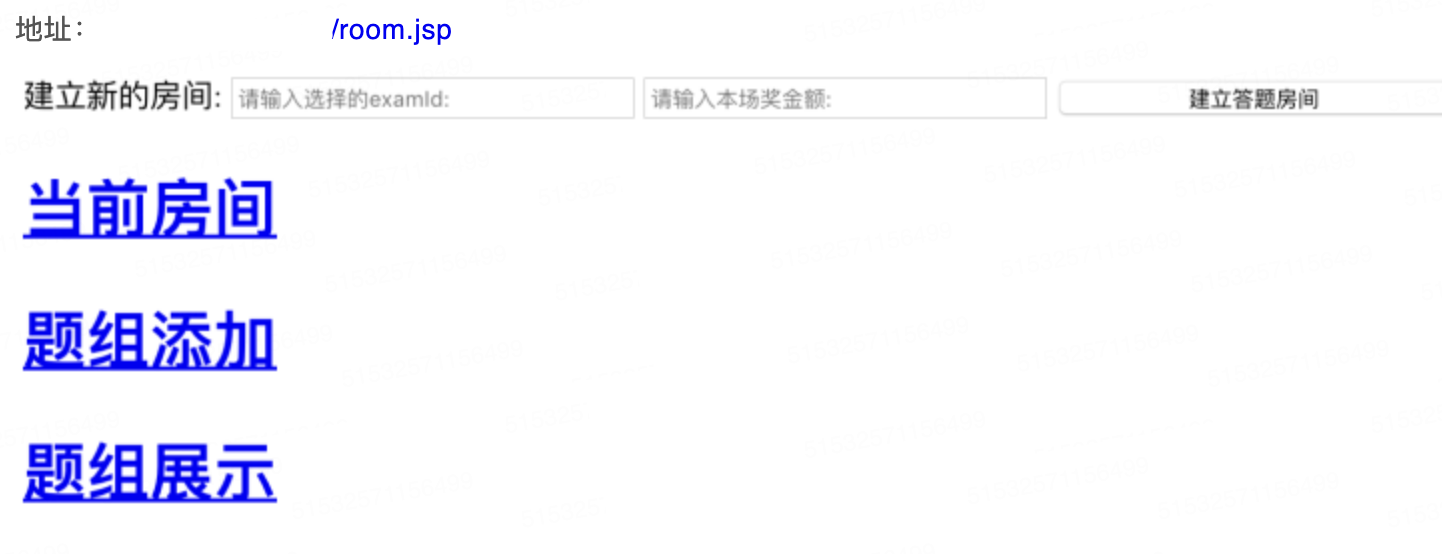 地址： /room.jsp
建立新的房间: 请输入选择的examId: 请输入本场奖金额: 建立答题房间
当前房间
题组添加
题组展示